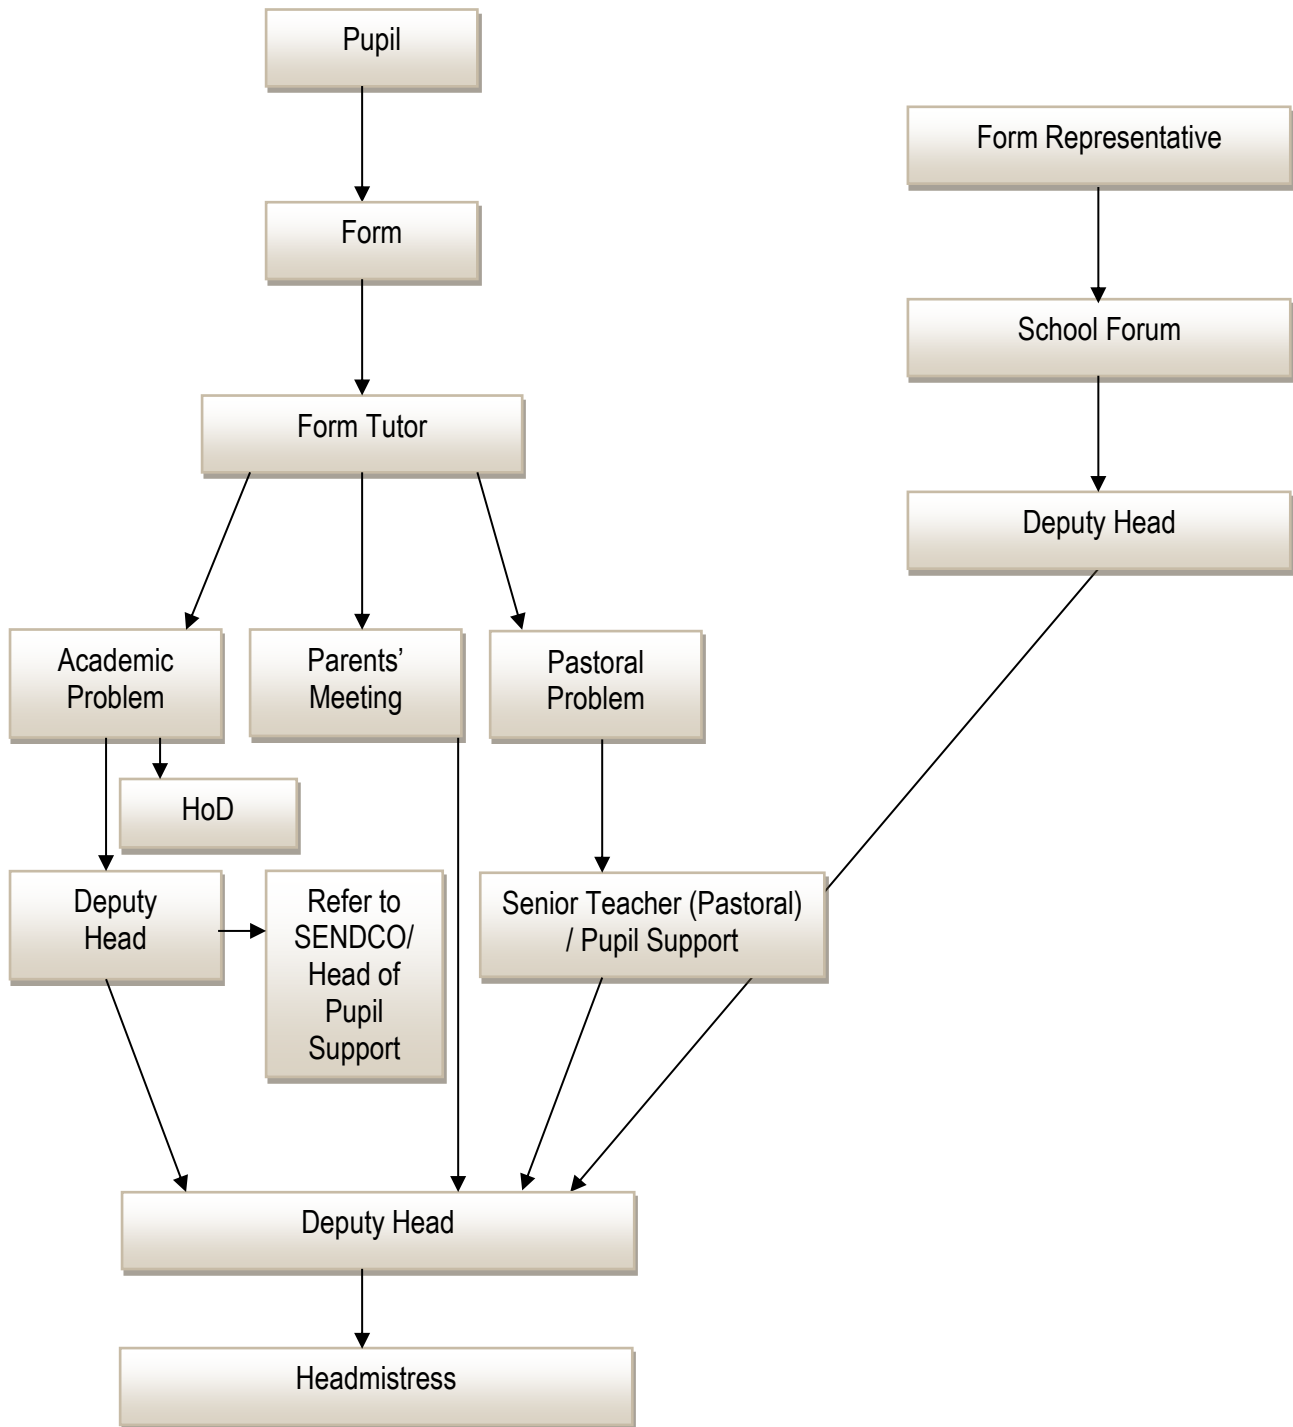 Pupil
Form Representative
Form
School Forum
Form Tutor
Deputy Head
Academic
Problem
Parents’
Meeting
Pastoral
Problem
HoD
Deputy
Head
Refer to
SENDCO/
Head of
Pupil
Support
Senior Teacher (Pastoral)
/ Pupil Support
Deputy Head
Headmistress